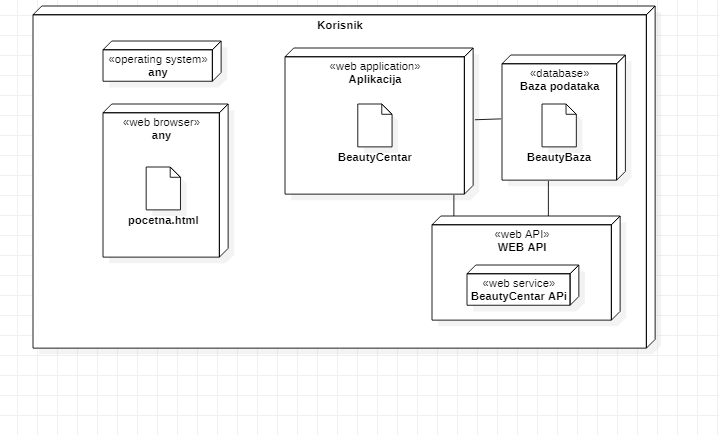 Korisnik
«operating system»
any
«web browser»
any
pocetna.html
«web application»
Aplikacija
BeautyCentar
«database»
Baza podataka
BeautyBaza
«web API»
WEB API
«web service»
BeautyCentar APi